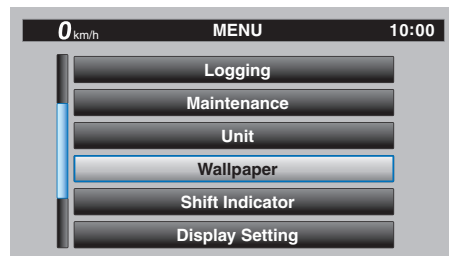 0 km/h MENU 10:00
Logging
Maintenance
Unit
Wallpaper
Shift Indicator
Display Setting